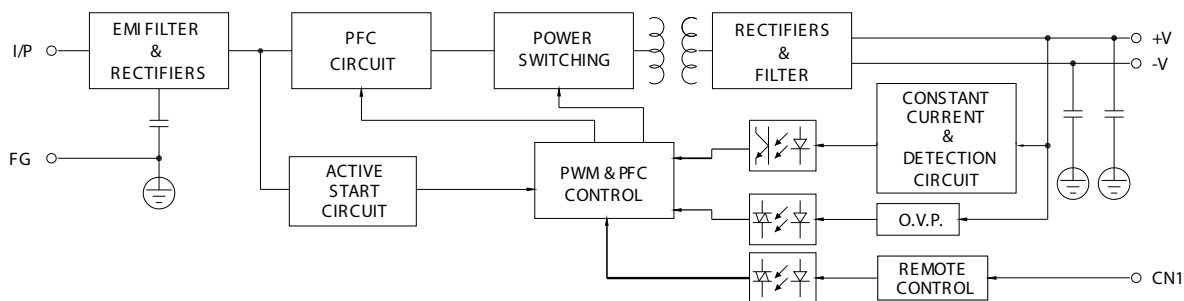 I/P
EMI FILTER
&
RECTIFIERS
PFC
CIRCUIT
POWER
SWITCHING
RECTIFIERS
&
FILTER
+V
-V
CONSTANT
CURRENT
&
DETECTION
CIRCUIT
FG
ACTIVE
START
CIRCUIT
PWM & PFC
CONTROL
O.V.P.
REMOTE
CONTROL
CN1